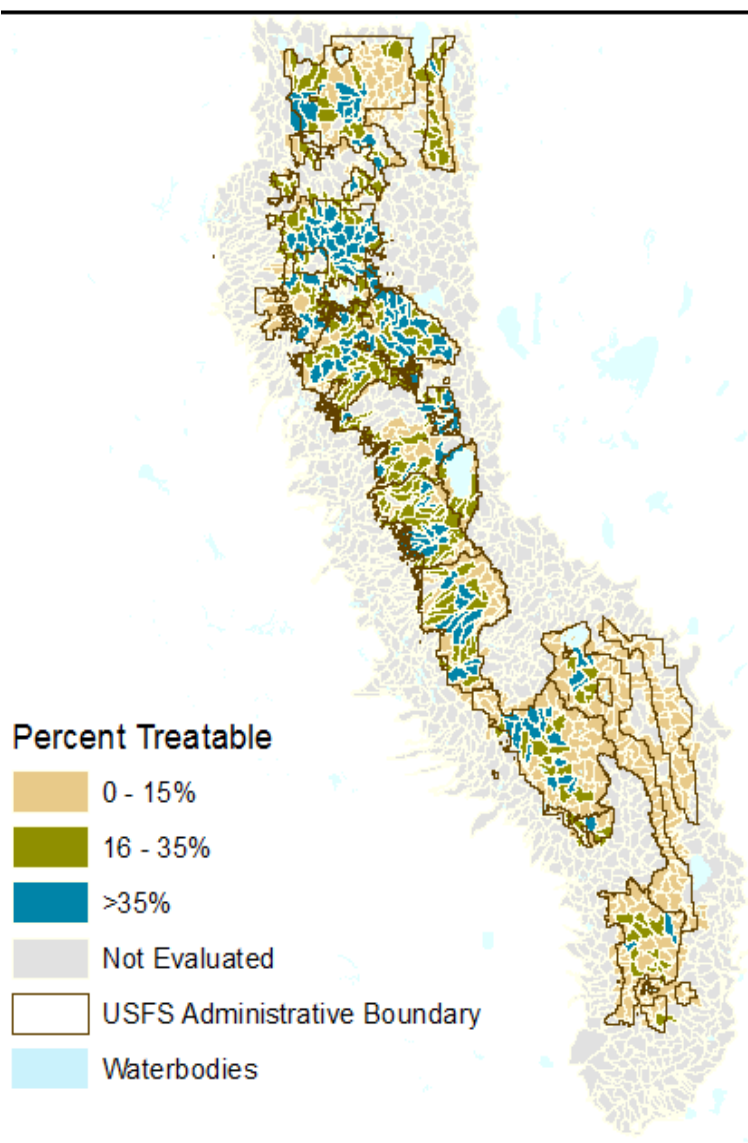 Percent Treatable
0 - 15%
16 - 35%
>35%
Not Evaluated
USFS Administrative Boundary
Waterbodies